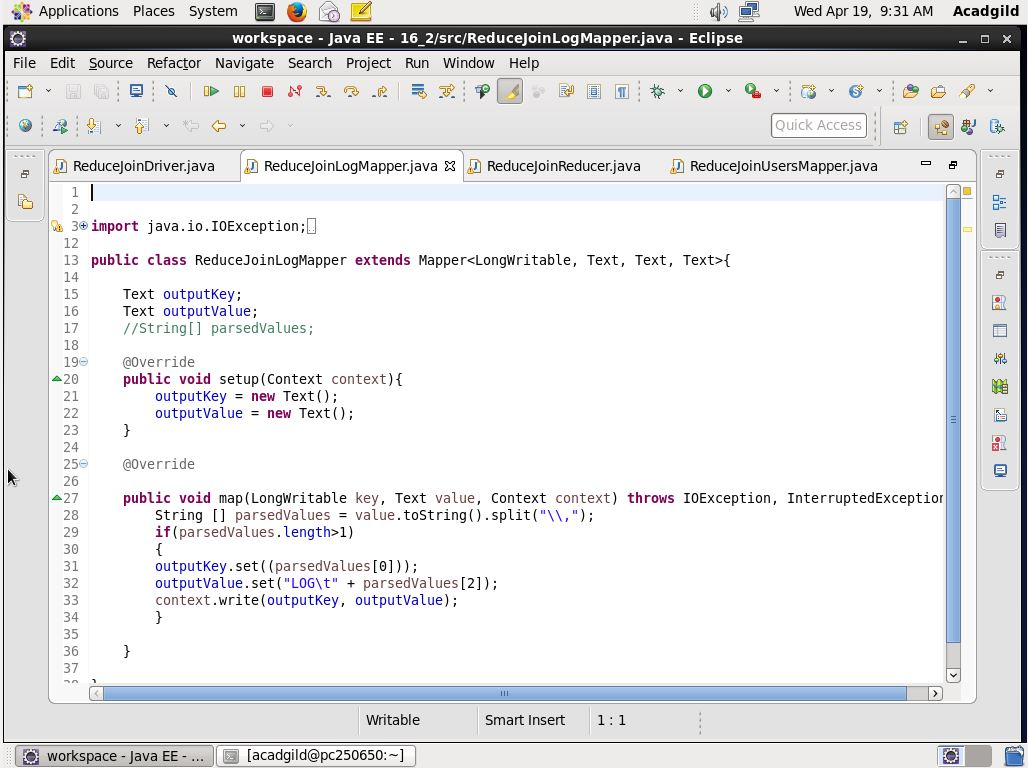 Applications Places System Wed Apr 19, 9:31 AM Acadgild
workspace - Java EE - 16_2/src/ReduceJoinLogMapper.java - Eclipse
File Edit Source Refactor Navigate Search Project Run Window Help
Quick Access
ReduceJoinDriver.java ReduceJoinLogMapper.java ReduceJoinReducer.java ReduceJoinUsersMapper.java
1
2
3 import java.io.IOException;
12
13 public class ReduceJoinLogMapper extends Mapper<LongWritable, Text, Text, Text>{
14
15 Text outputKey;
16 Text outputValue;
17 //String[] parsedValues;
18
19 @Override
20 public void setup(Context context){
21 outputKey = new Text();
22 outputValue = new Text();
23 }
24
25 @Override
26
27 public void map(LongWritable key, Text value, Context context) throws IOException, InterruptedException
28 String [] parsedValues = value.toString().split("\\,");
29 if(parsedValues.length>1)
30 {
31 outputKey.set((parsedValues[0]));
32 outputValue.set("LOG\t" + parsedValues[2]);
33 context.write(outputKey, outputValue);
34 }
35
36 }
37
Writable Smart Insert 1 : 1
workspace - Java EE - ... [acadgild@pc250650:~]